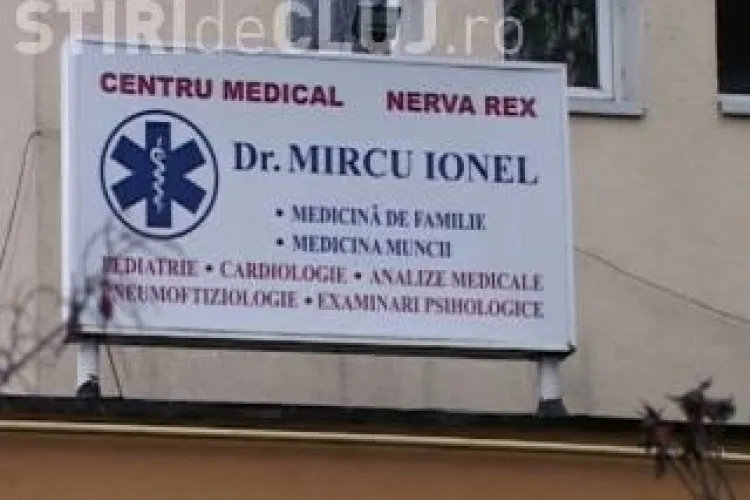 STIRIdeCLUJ.ro
CENTRU MEDICAL NERVA REX
Dr. MIRCU IONEL
• MEDICINĂ DE FAMILIE
• MEDICINA MUNCII
PEDIATRIE • CARDIOLOGIE • ANALIZE MEDICALE
PNEUMOFTIZIOLOGIE • EXAMINARI PSIHOLOGICE